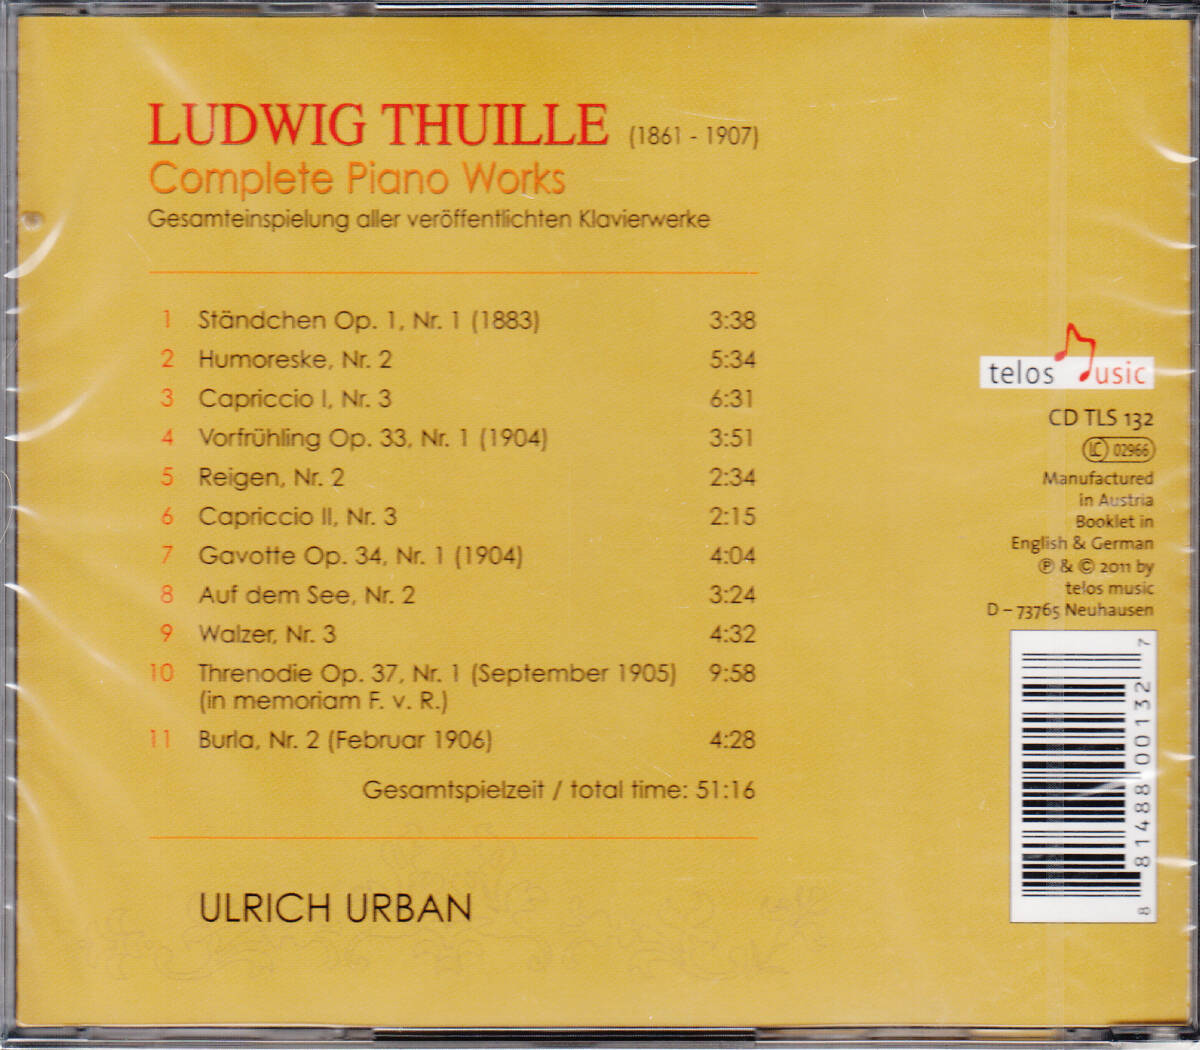 LUDWIG THUILLE (1861 - 1907)
Complete Piano Works
Gesamteinspielung aller veröffentlichten Klavierwerke
1 Ständchen Op. 1, Nr. 1 (1883) 3:38
2 Humoreske, Nr. 2 5:34
3 Capriccio I, Nr. 3 6:31
4 Vorfrühling Op. 33, Nr. 1 (1904) 3:51
5 Reigen, Nr. 2 2:34
6 Capriccio II, Nr. 3 2:15
7 Gavotte Op. 34, Nr. 1 (1904) 4:04
8 Auf dem See, Nr. 2 3:24
9 Walzer, Nr. 3 4:32
10 Threnodie Op. 37, Nr. 1 (September 1905) 9:58
(in memoriam F. v. R.)
11 Burla, Nr. 2 (Februar 1906) 4:28
Gesamtspielzeit / total time: 51:16
ULRICH URBAN
telos music
CD TLS 132
LC 02966
Manufactured
in Austria
Booklet in
English & German
℗ & © 2011 by
telos music
D – 73765 Neuhausen
8 81488 00132 7